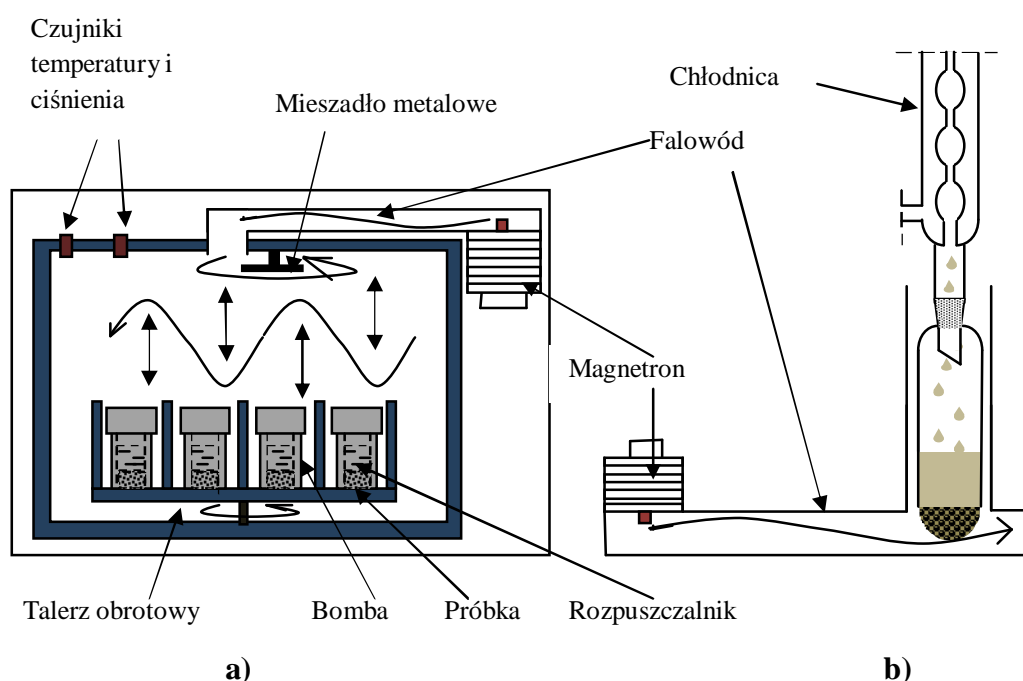 Czujniki
temperatury i
ciśnienia
Mieszadło metalowe
Chłodnica
Falowód
Magnetron
Talerz obrotowy
Bomba
Próbka
Rozpuszczalnik
a)
b)